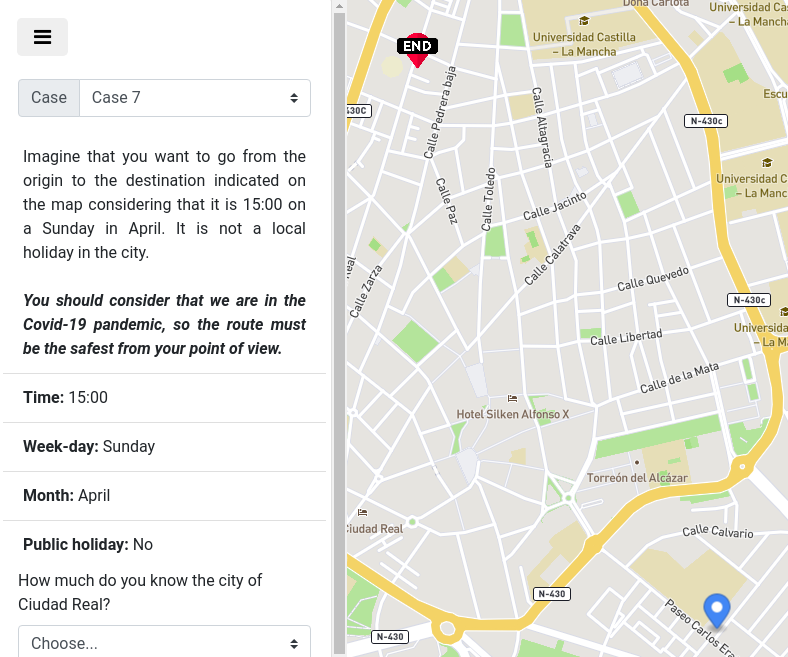 Case
Case 7
Imagine that you want to go from the
origin to the destination indicated on
the map considering that it is 15:00 on
a Sunday in April. It is not a local
holiday in the city.
You should consider that we are in the
Covid-19 pandemic, so the route must
be the safest from your point of view.
Time: 15:00
Week-day: Sunday
Month: April
Public holiday: No
How much do you know the city of
Ciudad Real?
Choose...
Doña Carlota
Universidad Castilla
– La Mancha
Universidad Ca
– La Manch
END
Escu
430C
N-430c
Calle Pedrera baja
Calle Altagracia
Universidad C
– La Manc
Calle Paz
Calle Toledo
Calle Jacinto
Calle Calatrava
Real
Calle Zarza
Calle Quevedo
N-430c
Universida
– La M
Calle Libertad
Calle de la Mata
Hotel Silken Alfonso X
Torreón del Alcázar
Ciudad Real
Calle Calvario
N-430
Paseo Carlos Era
N-430